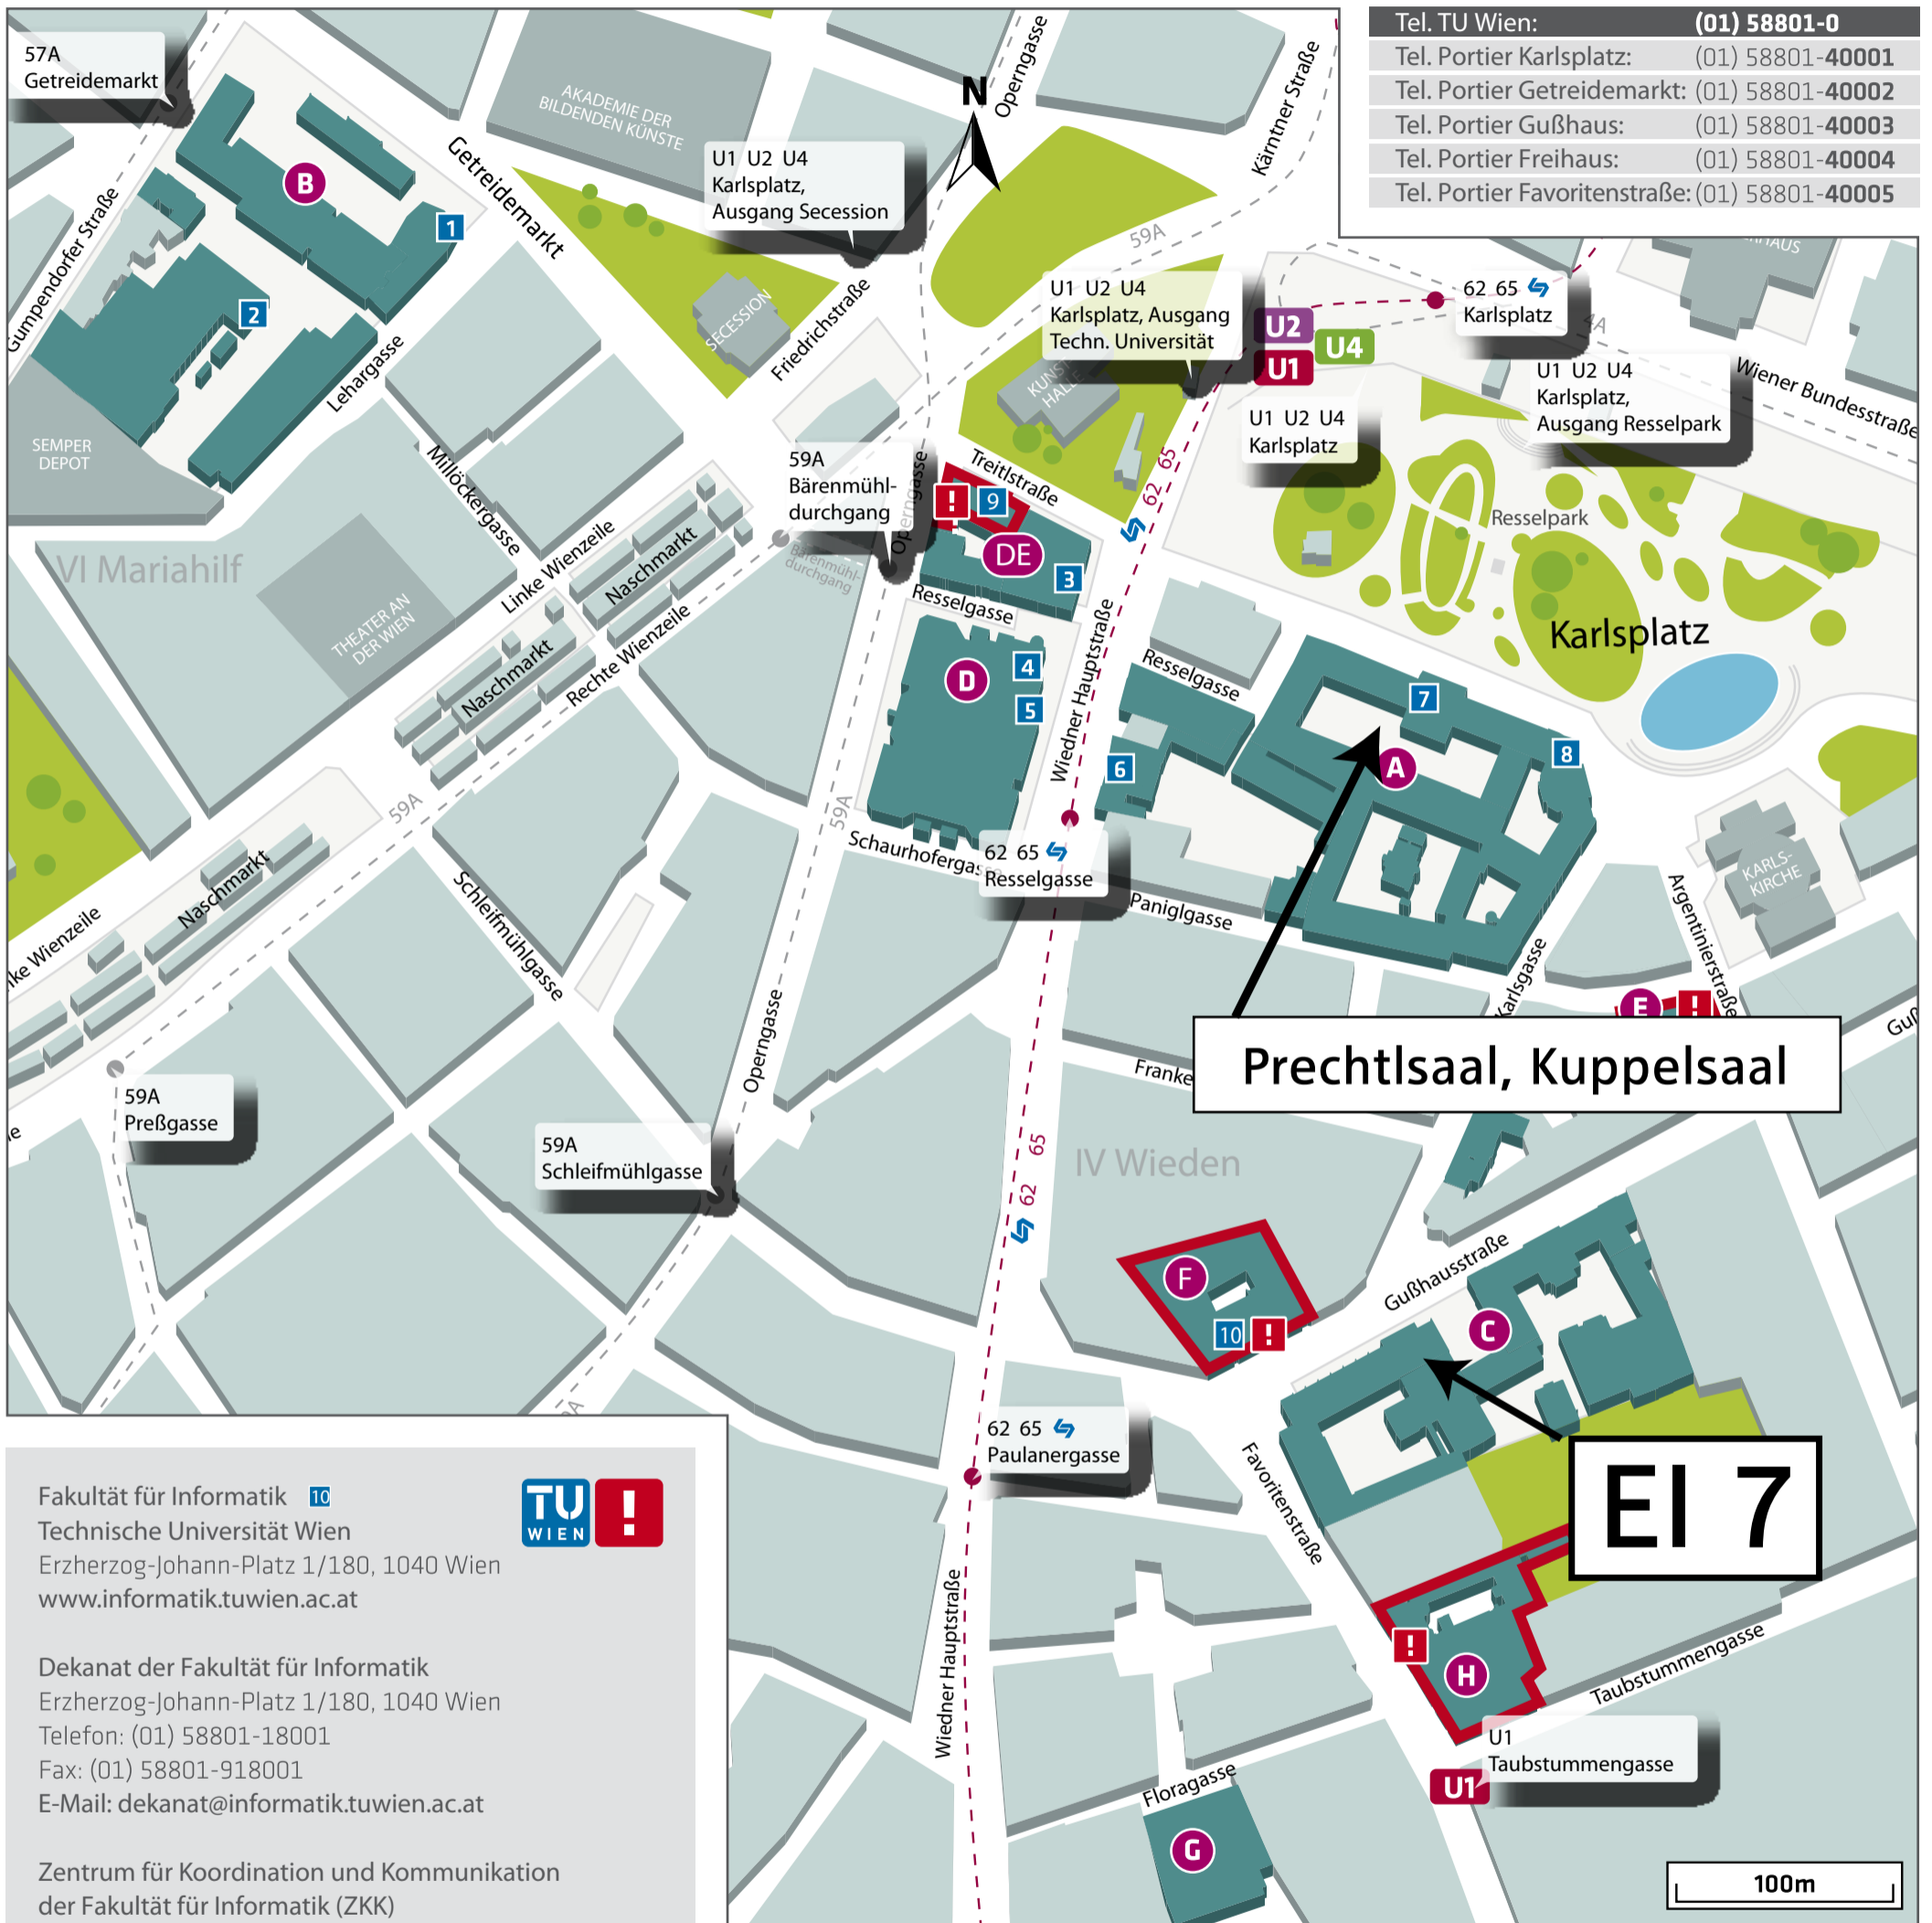 Tel. TU Wien: (01) 58801-0
Tel. Portier Karlsplatz: (01) 58801-40001
Tel. Portier Getreidemarkt: (01) 58801-40002
Tel. Portier Gußhaus: (01) 58801-40003
Tel. Portier Freihaus: (01) 58801-40004
Tel. Portier Favoritenstraße: (01) 58801-40005
57A
Getreidemarkt
B
1
2
Gumpendorfer Straße
Getreidemarkt
Lehargasse
SEMPER
DEPOT
AKADEMIE DER
BILDENDEN KÜNSTE
N
Operngasse
Kärntner Straße
U1 U2 U4
Karlsplatz,
Ausgang Secession
59A
SECESSION
Friedrichstraße
U1 U2 U4
Karlsplatz, Ausgang
Techn. Universität
KUNST
HALLE
U2
U4
U1
62 65
Karlsplatz
4A
U1 U2 U4
Karlsplatz
U1 U2 U4
Karlsplatz,
Ausgang Resselpark
Wiener Bundesstraße
Millöckergasse
VI Mariahilf
THEATER AN
DER WIEN
Linke Wienzeile
Naschmarkt
Naschmarkt
Rechte Wienzeile
59A
Bärenmühl-
durchgang
Bärenmühl-
durchgang
Operngasse
Treitlstraße
!
9
DE
3
62 65
Resselgasse
Resselpark
Karlsplatz
D
4
5
Wiedner Hauptstraße
Resselgasse
6
7
8
A
59A
59A
Schaurhofergas
62 65
Resselgasse
Paniglgasse
KARLS-
KIRCHE
Argentinierstraße
Karlsgasse
E
!
Guß
Naschmarkt
ke Wienzeile
Schleifmühlgasse
Operngasse
Prechtlsaal, Kuppelsaal
Franke
59A
Preßgasse
59A
Schleifmühlgasse
62 65
IV Wieden
F
10
!
Gußhausstraße
C
62 65
Paulanergasse
Favoritenstraße
EI 7
!
H
Taubstummengasse
U1
Taubstummengasse
U1
Wiedner Hauptstraße
Floragasse
G
100m
Fakultät für Informatik 10
Technische Universität Wien
Erzherzog-Johann-Platz 1/180, 1040 Wien
www.informatik.tuwien.ac.at
TU
WIEN
!
Dekanat der Fakultät für Informatik
Erzherzog-Johann-Platz 1/180, 1040 Wien
Telefon: (01) 58801-18001
Fax: (01) 58801-918001
E-Mail: dekanat@informatik.tuwien.ac.at
Zentrum für Koordination und Kommunikation
der Fakultät für Informatik (ZKK)